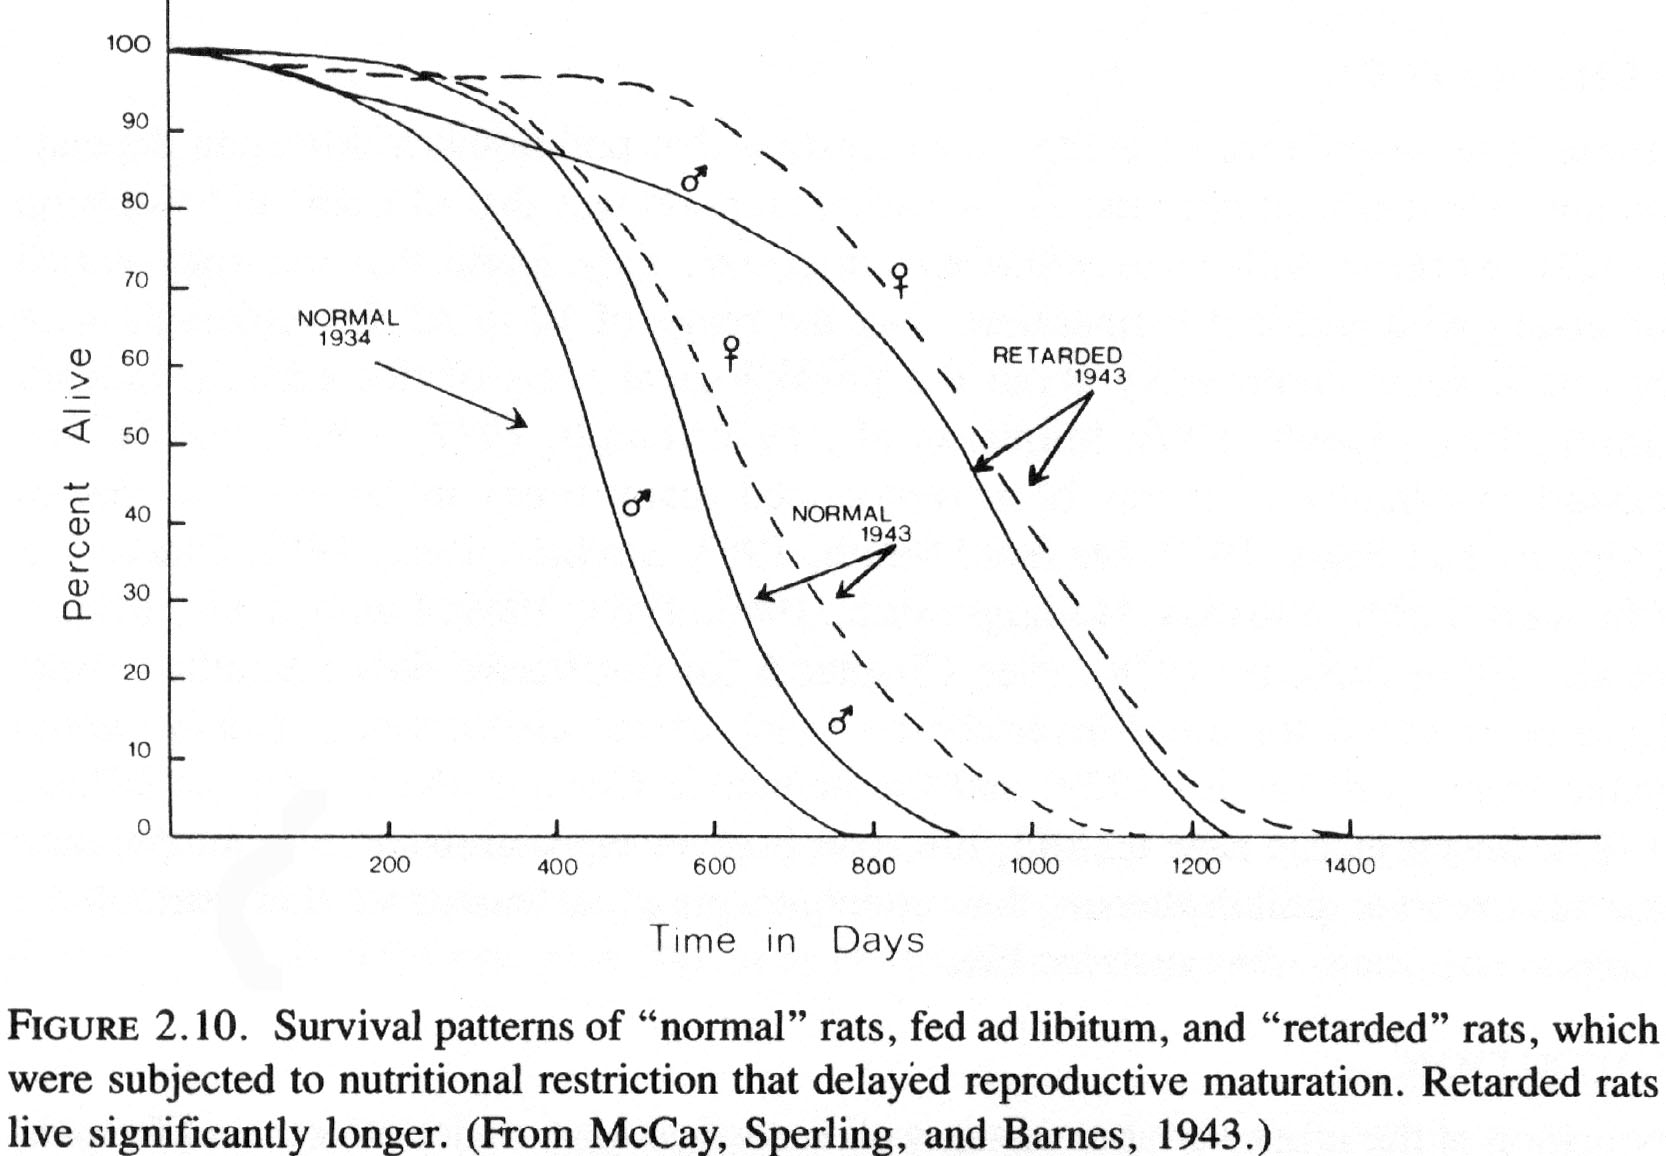 100
90
80
70
60
50
40
30
20
10
0
Percent Alive
NORMAL
1934
♂
♂
♀
♀
RETARDED
1943
NORMAL
1943
♂
200 400 600 800 1000 1200 1400
Time in Days
FIGURE 2.10. Survival patterns of “normal” rats, fed ad libitum, and “retarded” rats, which
were subjected to nutritional restriction that delayed reproductive maturation. Retarded rats
live significantly longer. (From McCay, Sperling, and Barnes, 1943.)